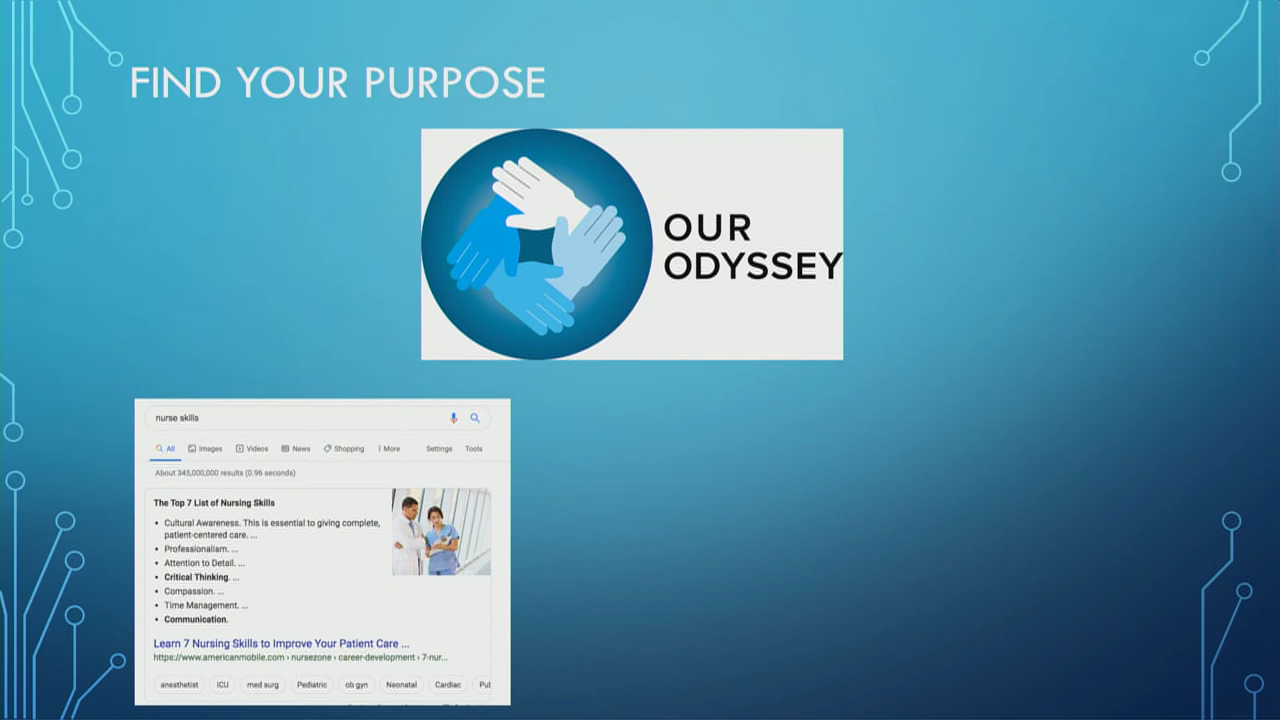 FIND YOUR PURPOSE
OUR
ODYSSEY
nurse skills
All Images Videos News Shopping More Settings Tools
About 345,000,000 results (0.96 seconds)
The Top 7 List of Nursing Skills
• Cultural Awareness. This is essential to giving complete,
patient-centered care. ...
• Professionalism. ...
• Attention to Detail. ...
• Critical Thinking. ...
• Compassion. ...
• Time Management. ...
• Communication.
Learn 7 Nursing Skills to Improve Your Patient Care ...
https://www.americanmobile.com › nursezone › career-development › 7-nur...
anesthetist ICU med surg Pediatric ob gyn Neonatal Cardiac Pul